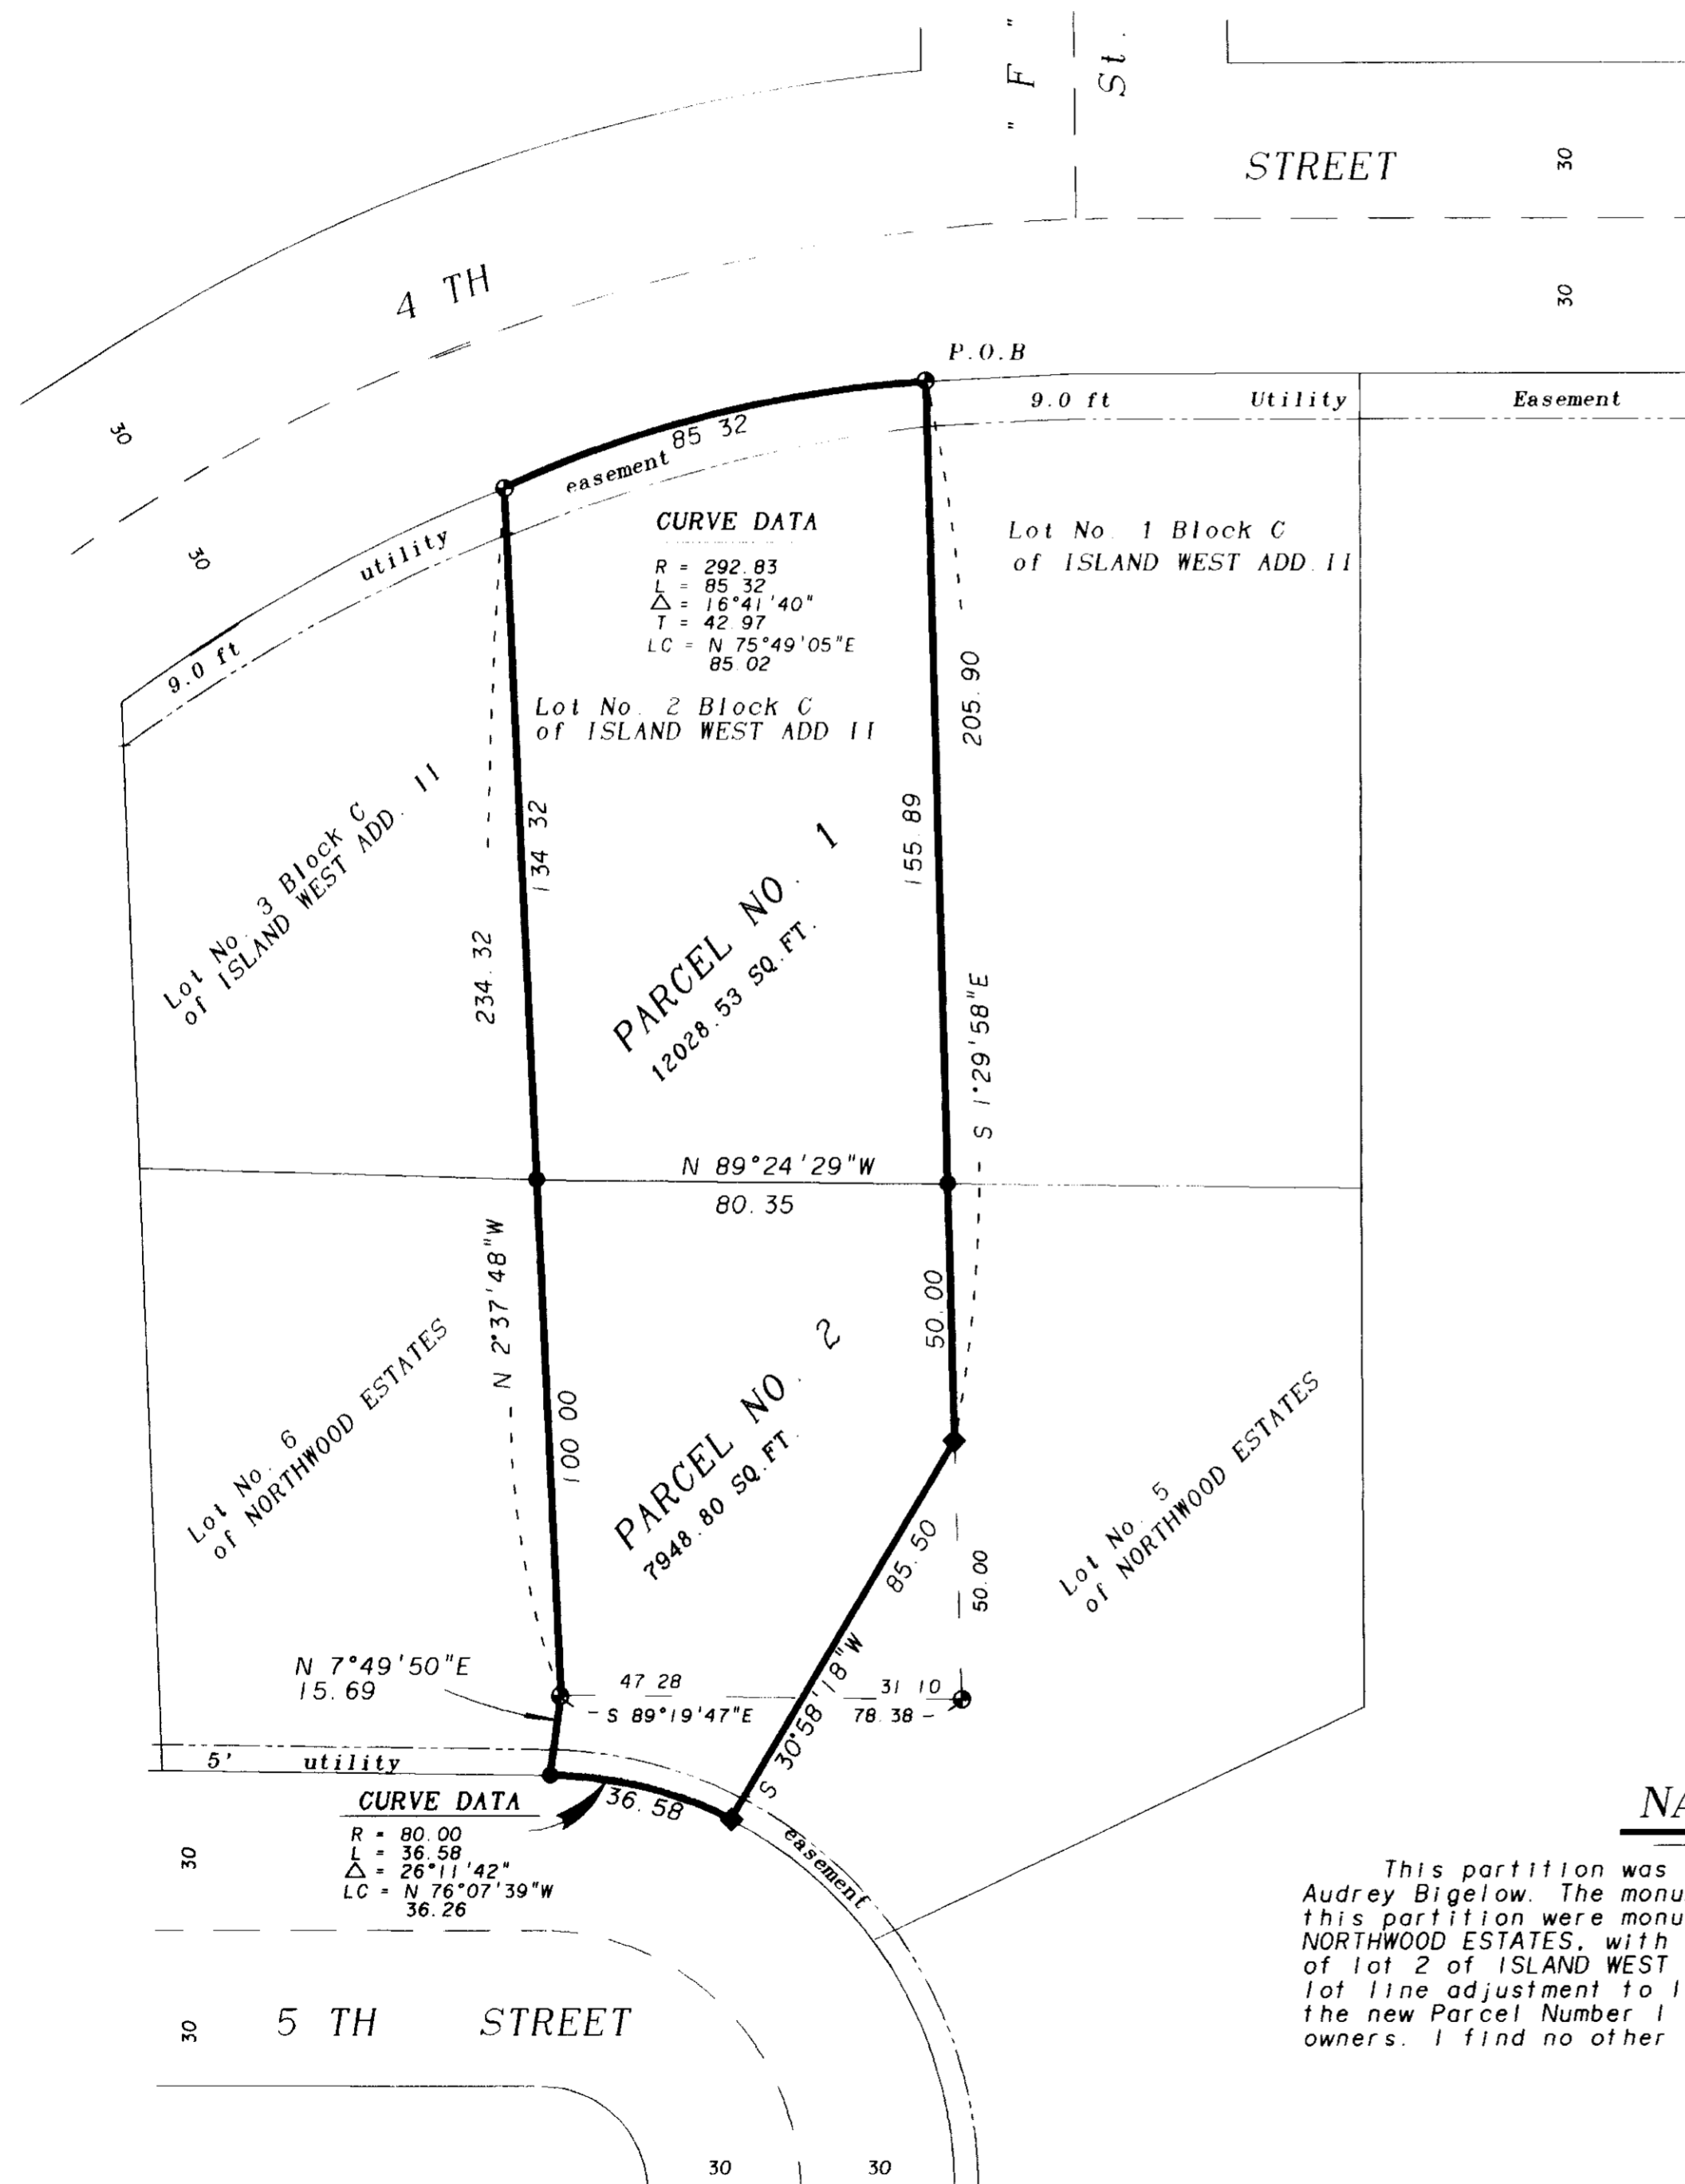 " F "
St.
STREET
30
4 TH
30
P.O.B
9.0 ft Utility Easement
30
85 32
easement
utility
30
9.0 ft
CURVE DATA
R = 292.83
L = 85 32
△ = 16°41'40"
T = 42.97
LC = N 75°49'05"E
85.02
Lot No. 1 Block C
of ISLAND WEST ADD. II
Lot No. 2 Block C
of ISLAND WEST ADD II
205.90
134 32
155.89
Lot No. 3 Block C
of ISLAND WEST ADD. II
234.32
PARCEL NO. 1
12028.53 SQ.FT.
S 1°29'58"E
N 89°24'29"W
80.35
N 2°37'48"W
50.00
100 00
PARCEL NO. 2
7948.80 SQ.FT.
Lot No. 6
of NORTHWOOD ESTATES
Lot No. 5
of NORTHWOOD ESTATES
85.50
50.00
S 30°58'18"W
N 7°49'50"E
15.69
47 28
31 10
S 89°19'47"E
78.38
5' utility
easement
36.58
CURVE DATA
R = 80.00
L = 36.58
△ = 26°11'42"
LC = N 76°07'39"W
36.26
30
30
5 TH STREET
30
30
NA
This partition was
Audrey Bigelow. The monu
this partition were monu
NORTHWOOD ESTATES, with
of lot 2 of ISLAND WEST
lot line adjustment to l
the new Parcel Number 1
owners. I find no other